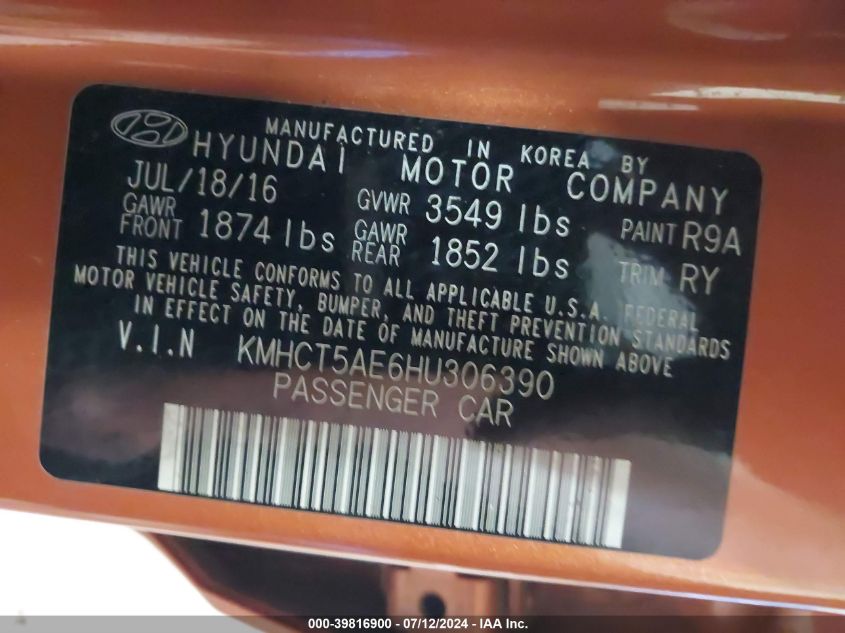 MANUFACTURED IN KOREA BY
HYUNDAI MOTOR COMPANY
JUL/18/16 GVWR 3549 lbs PAINT R9A
GAWR FRONT 1874 lbs GAWR REAR 1852 lbs TRIM RY
THIS VEHICLE CONFORMS TO ALL APPLICABLE U.S.A. FEDERAL
MOTOR VEHICLE SAFETY, BUMPER, AND THEFT PREVENTION STANDARDS
IN EFFECT ON THE DATE OF MANUFACTURE SHOWN ABOVE
V.I.N KMHCT5AE6HU306390
PASSENGER CAR
000-39816900 - 07/12/2024 - IAA Inc.